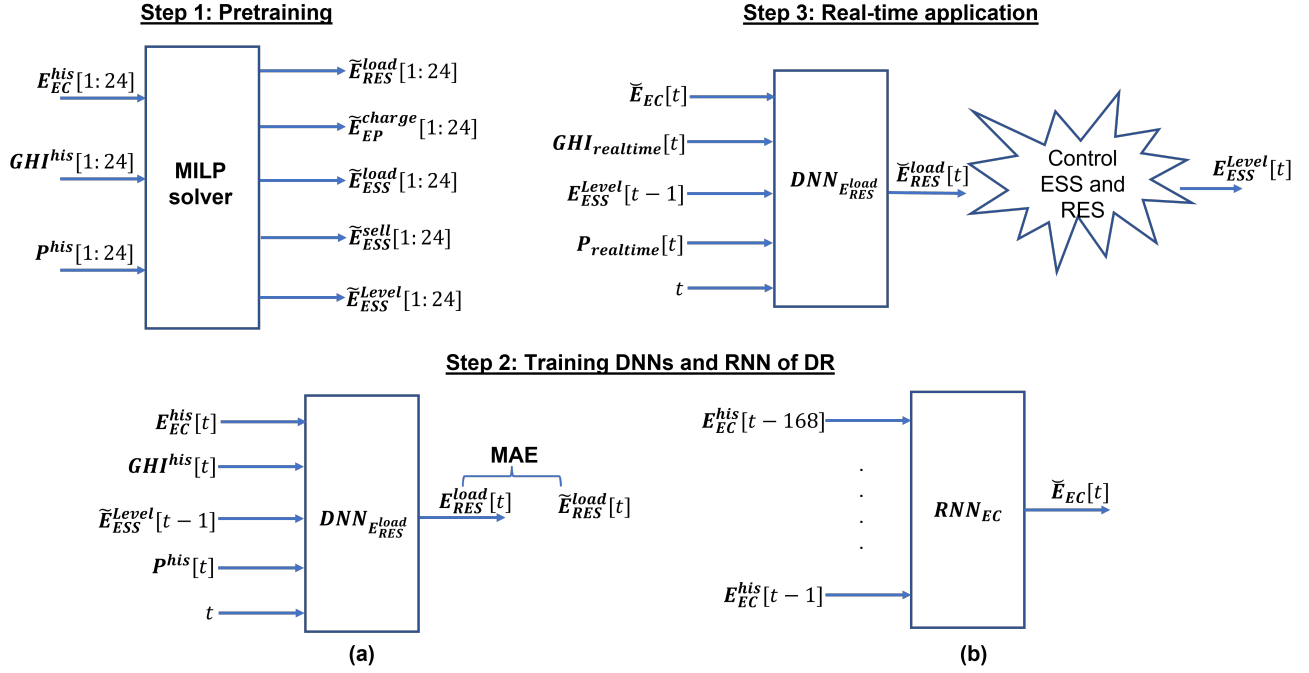 Step 1: Pretraining
E_EC^his[1:24]
GHI^his[1:24]
P^his[1:24]
MILP
solver
Ẽ_RES^load[1:24]
Ẽ_EP^charge[1:24]
Ẽ_ESS^load[1:24]
Ẽ_ESS^sell[1:24]
Ẽ_ESS^Level[1:24]
Step 3: Real-time application
Ĕ_EC[t]
GHI_realtime[t]
E_ESS^Level[t − 1]
P_realtime[t]
t
DNN_E_RES^load
Ĕ_RES^load[t]
Control
ESS and
RES
E_ESS^Level[t]
Step 2: Training DNNs and RNN of DR
E_EC^his[t]
GHI^his[t]
Ẽ_ESS^Level[t − 1]
P^his[t]
t
DNN_E_RES^load
MAE
E_RES^load[t]
Ẽ_RES^load[t]
(a)
E_EC^his[t − 168]
.
.
.
.
E_EC^his[t − 1]
RNN_EC
Ĕ_EC[t]
(b)